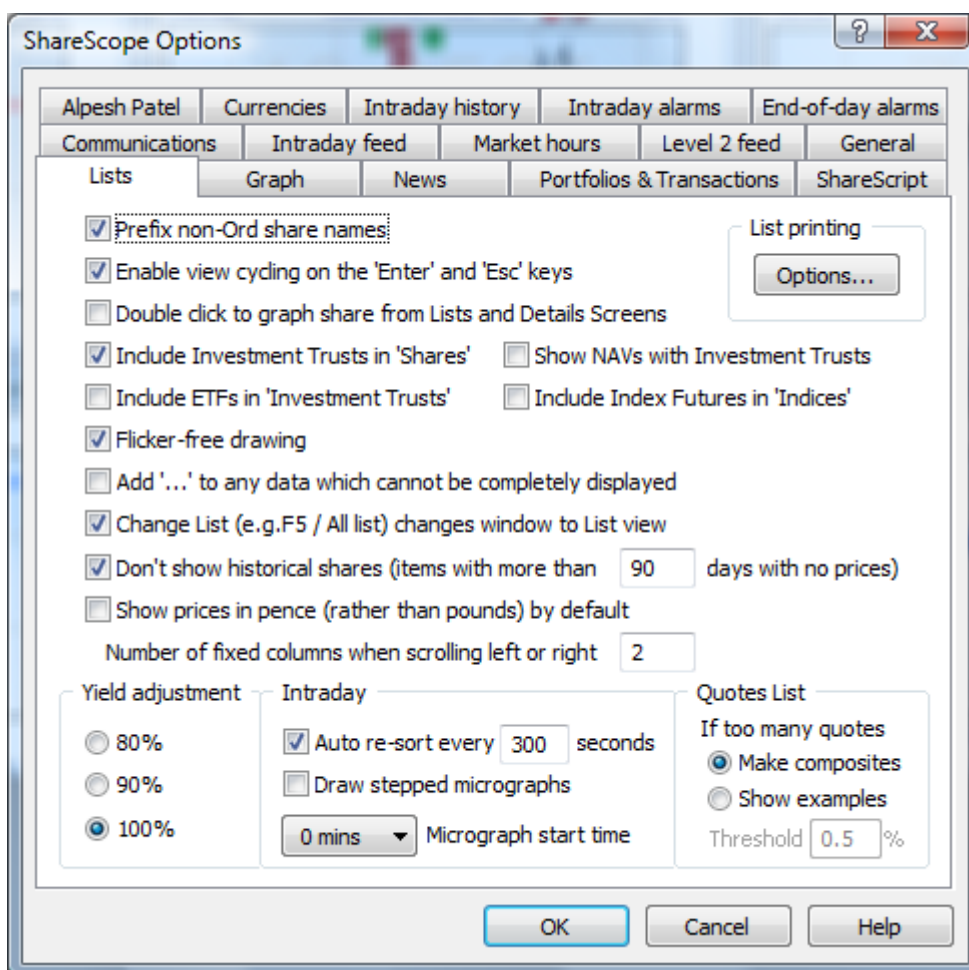 ShareScope Options
Alpesh Patel Currencies Intraday history Intraday alarms End-of-day alarms
Communications Intraday feed Market hours Level 2 feed General
Lists Graph News Portfolios & Transactions ShareScript
Prefix non-Ord share names
List printing
Enable view cycling on the 'Enter' and 'Esc' keys
Options...
Double click to graph share from Lists and Details Screens
Include Investment Trusts in 'Shares' Show NAVs with Investment Trusts
Include ETFs in 'Investment Trusts' Include Index Futures in 'Indices'
Flicker-free drawing
Add '...' to any data which cannot be completely displayed
Change List (e.g.F5 / All list) changes window to List view
Don't show historical shares (items with more than 90 days with no prices)
Show prices in pence (rather than pounds) by default
Number of fixed columns when scrolling left or right 2
Yield adjustment
80%
90%
100%
Intraday
Auto re-sort every 300 seconds
Draw stepped micrographs
0 mins Micrograph start time
Quotes List
If too many quotes
Make composites
Show examples
Threshold 0.5 %
OK Cancel Help